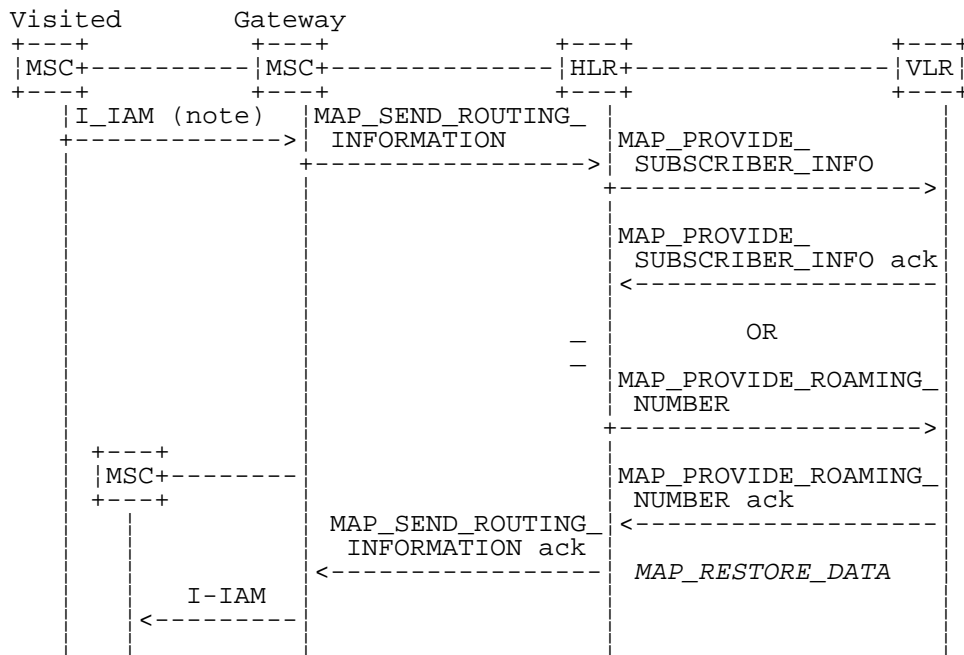 Visited Gateway
MSC MSC HLR VLR
I_IAM (note) MAP_SEND_ROUTING_
INFORMATION MAP_PROVIDE_
SUBSCRIBER_INFO
MAP_PROVIDE_
SUBSCRIBER_INFO ack
OR
MAP_PROVIDE_ROAMING_
NUMBER
MSC MAP_PROVIDE_ROAMING_
NUMBER ack
MAP_SEND_ROUTING_
INFORMATION ack
MAP_RESTORE_DATA
I-IAM